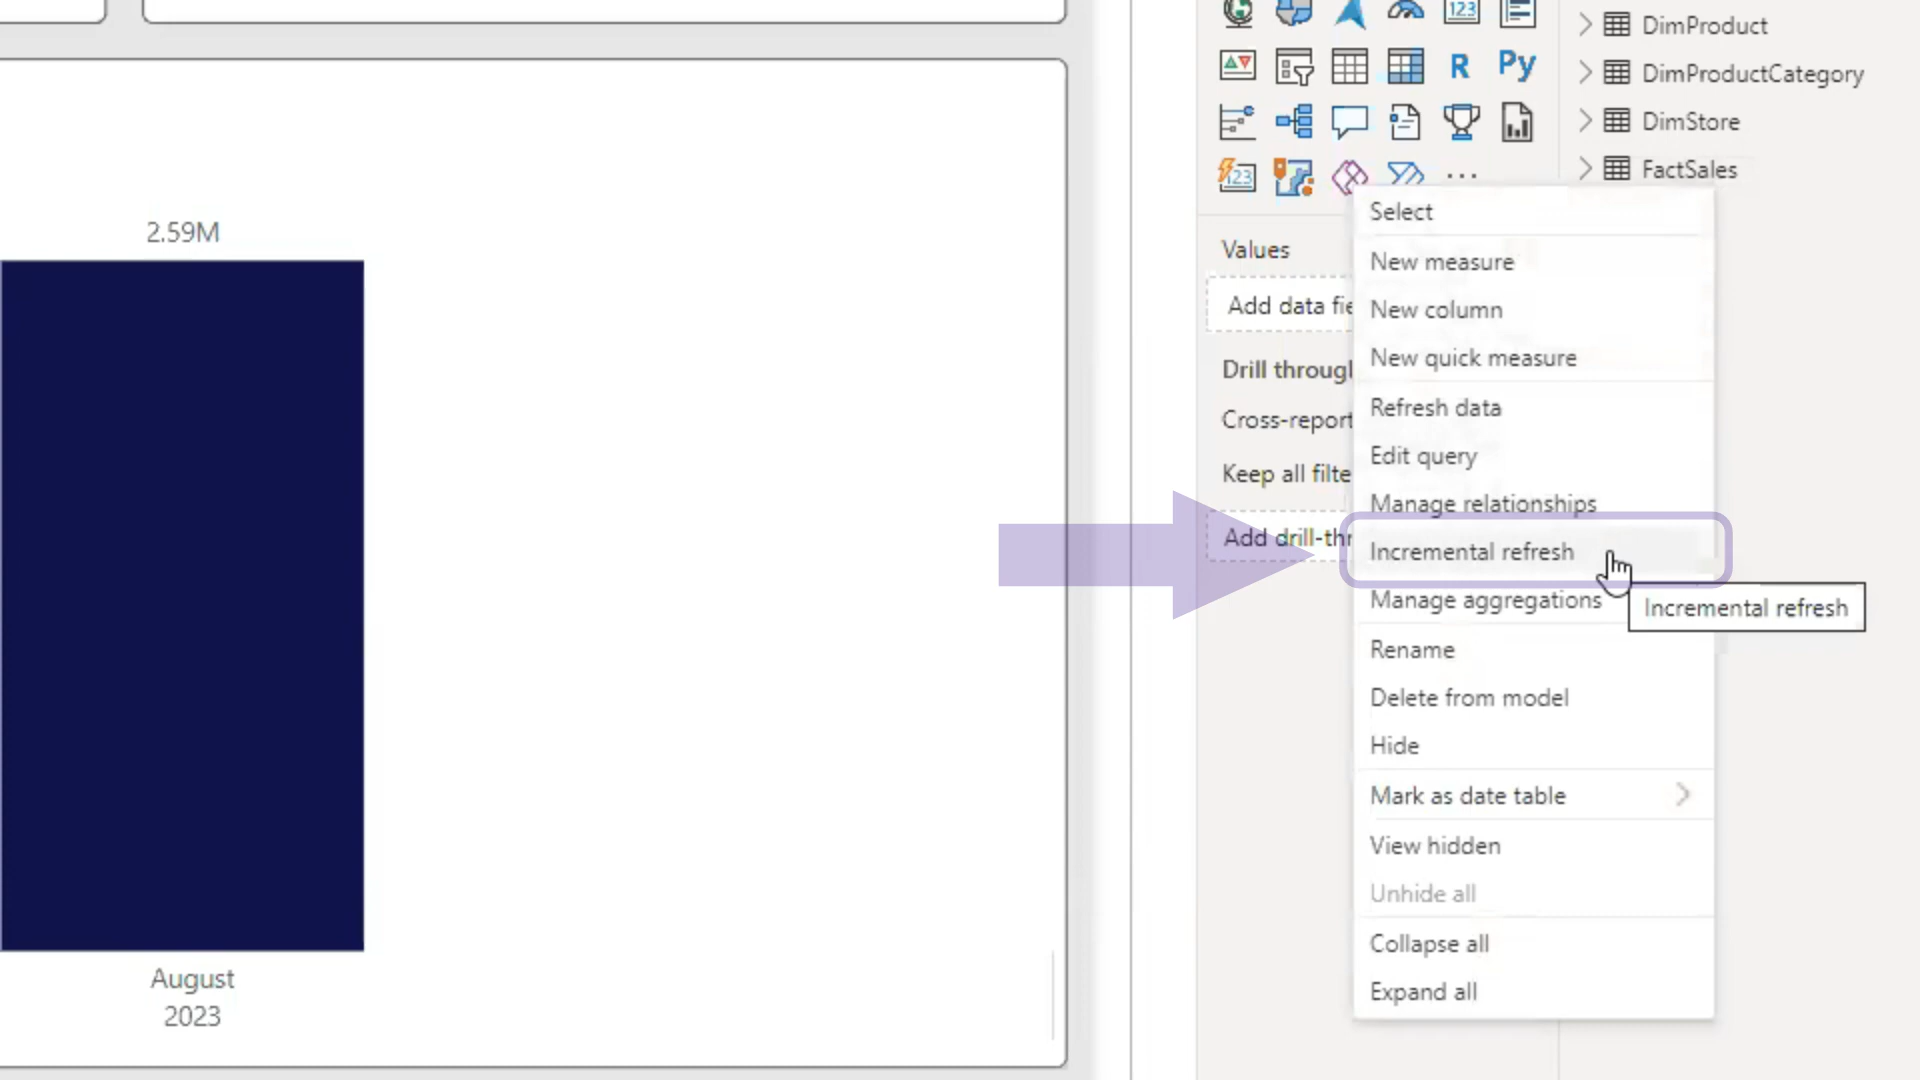 2.59M
August
2023
123
R
Py
123
Values
Add data fie
Drill throug
Cross-report
Keep all filte
Add drill-thr
DimProduct
DimProductCategory
DimStore
FactSales
Select
New measure
New column
New quick measure
Refresh data
Edit query
Manage relationships
Incremental refresh
Manage aggregations
Incremental refresh
Rename
Delete from model
Hide
Mark as date table
View hidden
Unhide all
Collapse all
Expand all